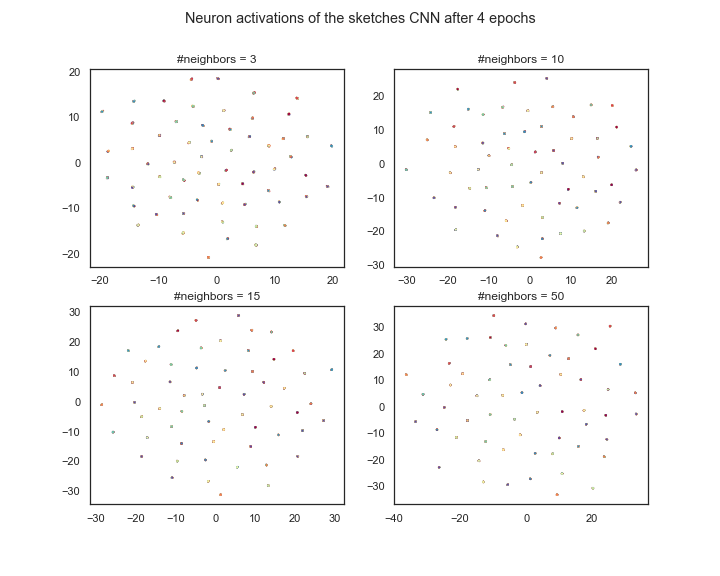 Neuron activations of the sketches CNN after 4 epochs
#neighbors = 3
20
10
0
−10
−20
−20 −10 0 10 20
#neighbors = 10
20
10
0
−10
−20
−30
−30 −20 −10 0 10 20
#neighbors = 15
30
20
10
0
−10
−20
−30
−30 −20 −10 0 10 20 30
#neighbors = 50
30
20
10
0
−10
−20
−30
−40 −20 0 20